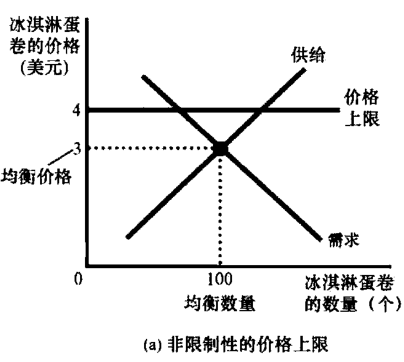 冰淇淋蛋
卷的价格
(美元)
供给
4
价格
上限
3
均衡价格
需求
0
100
冰淇淋蛋卷
均衡数量
的数量(个)
(a) 非限制性的价格上限